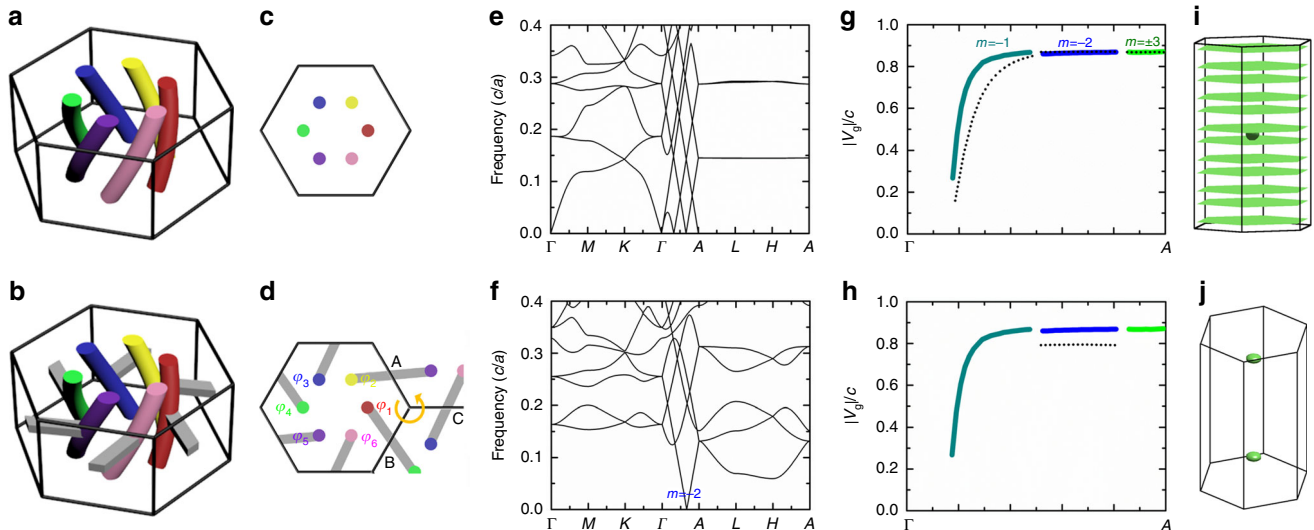 a
c
e
g
i
0.4
0.3
0.2
0.1
0.0
Frequency (c/a)
Γ M K Γ A L H A
1.0
0.8
0.6
0.4
0.2
0.0
|Vg|/c
m=−1
m=−2
m=±3
Γ A
b
d
f
h
j
φ3
φ2
φ4
φ1
φ5
φ6
A
B
C
0.4
0.3
0.2
0.1
0.0
Frequency (c/a)
m=−2
Γ M K Γ A L H A
1.0
0.8
0.6
0.4
0.2
0.0
|Vg|/c
Γ A